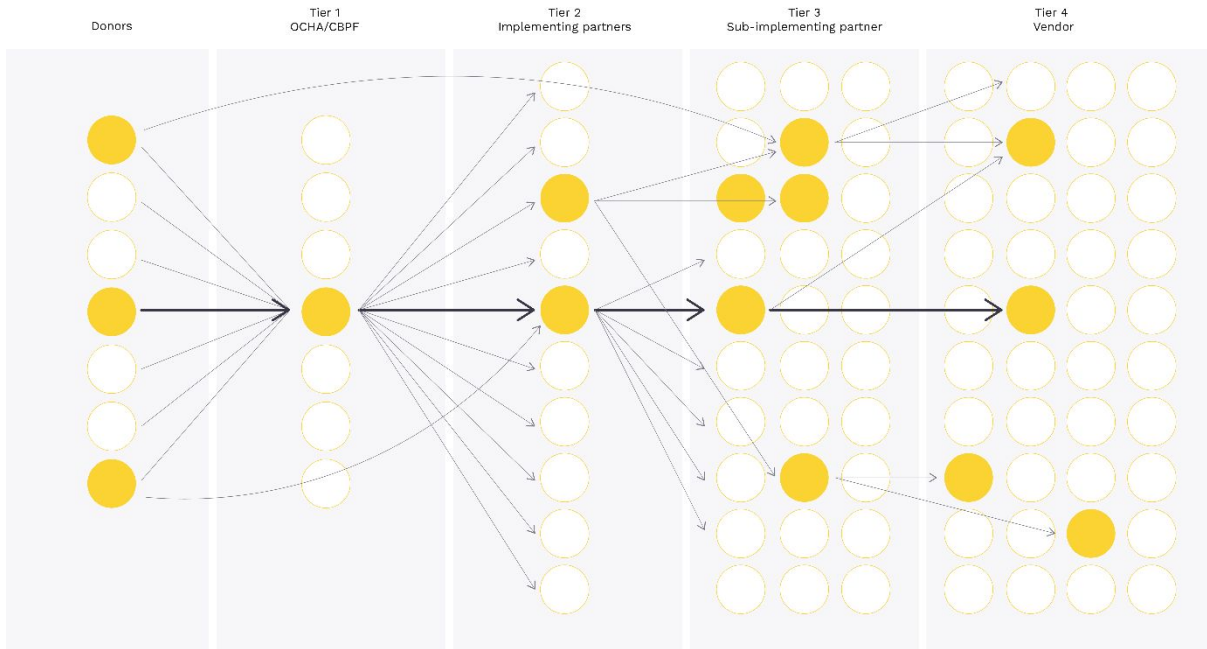 Donors
Tier 1
OCHA/CBPF
Tier 2
Implementing partners
Tier 3
Sub-implementing partner
Tier 4
Vendor